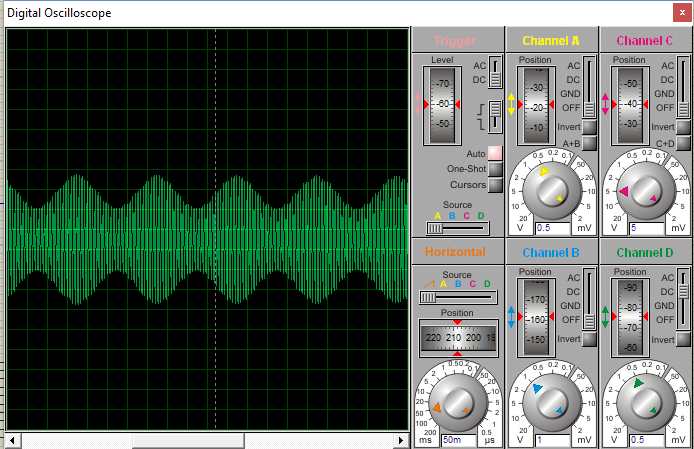 Digital Oscilloscope
Trigger
Level
AC
DC
-70
-60
-50
Auto
One-Shot
Cursors
Source
A B C D
Channel A
Position
AC
DC
GND
OFF
-30
-20
-10
Invert
A+B
0.5 0.2 0.1
1 50
2 20
5 10
10 5
20 2
V 0.5 mV
Channel C
Position
AC
DC
GND
OFF
-50
-40
-30
Invert
C+D
0.5 0.2 0.1
1 50
2 20
5 10
10 5
20 2
V 5 mV
Horizontal
Source
A B C D
Position
220 210 200
1 0.50 0.2
2 0.1
5 50
10 20
20 10
50 5
100 2
200 1 0.5
ms 50m µs
Channel B
Position
AC
DC
GND
OFF
-170
-160
-150
Invert
0.5 0.2 0.1
1 50
2 20
5 10
10 5
20 2
V 1 mV
Channel D
Position
AC
DC
GND
OFF
-90
-80
-70
-60
Invert
0.5 0.2 0.1
1 50
2 20
5 10
10 5
20 2
V 0.5 mV